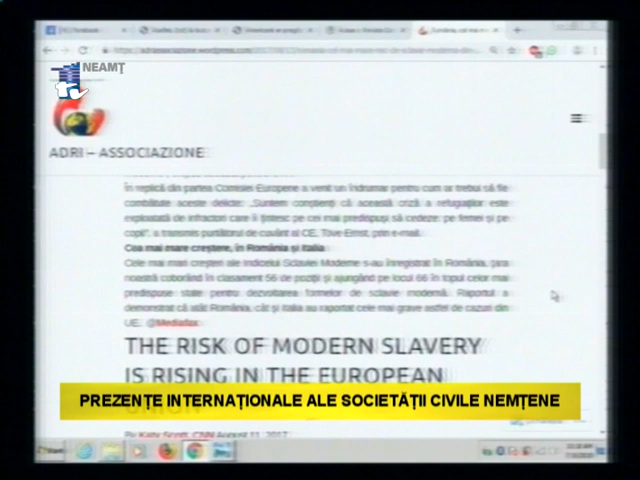 NEAMȚ
tv
ADRI – ASSOCIAZIONE
În replică din partea Comisiei Europene a venit un îndrumar pentru cum ar trebui să fie
combătute aceste delicte: „Suntem conștienți că această criză a refugiaților este
exploatată de infractori care îi țintesc pe cei mai predispuși să cedeze: pe femei și pe
copii", a transmis purtătorul de cuvânt al CE, Tove Ernst, prin e-mail.
Cea mai mare creștere, în România și Italia
Cele mai mari creșteri ale Indicelui Sclaviei Moderne s-au înregistrat în România, țara
noastră coborând în clasament 56 de poziții și ajungând pe locul 66 în topul celor mai
predispuse state pentru dezvoltarea formelor de sclavie modernă. Raportul a
demonstrat că atât România, cât și Italia au raportat cele mai grave astfel de cazuri din
UE. @Mediafax
THE RISK OF MODERN SLAVERY
IS RISING IN THE EUROPEAN
PREZENȚE INTERNAȚIONALE ALE SOCIETĂȚII CIVILE NEMȚENE
By Katy Scott, CNN August 11, 2017